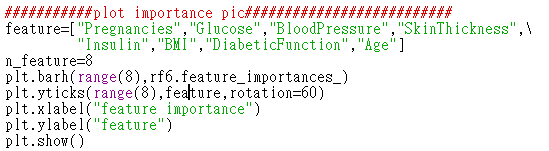 ###########plot importance pic########################
feature=["Pregnancies","Glucose","BloodPressure","SkinThickness",\
"Insulin","BMI","DiabeticFunction","Age"]
n_feature=8
plt.barh(range(8),rf6.feature_importances_)
plt.yticks(range(8),feature,rotation=60)
plt.xlabel("feature importance")
plt.ylabel("feature")
plt.show()